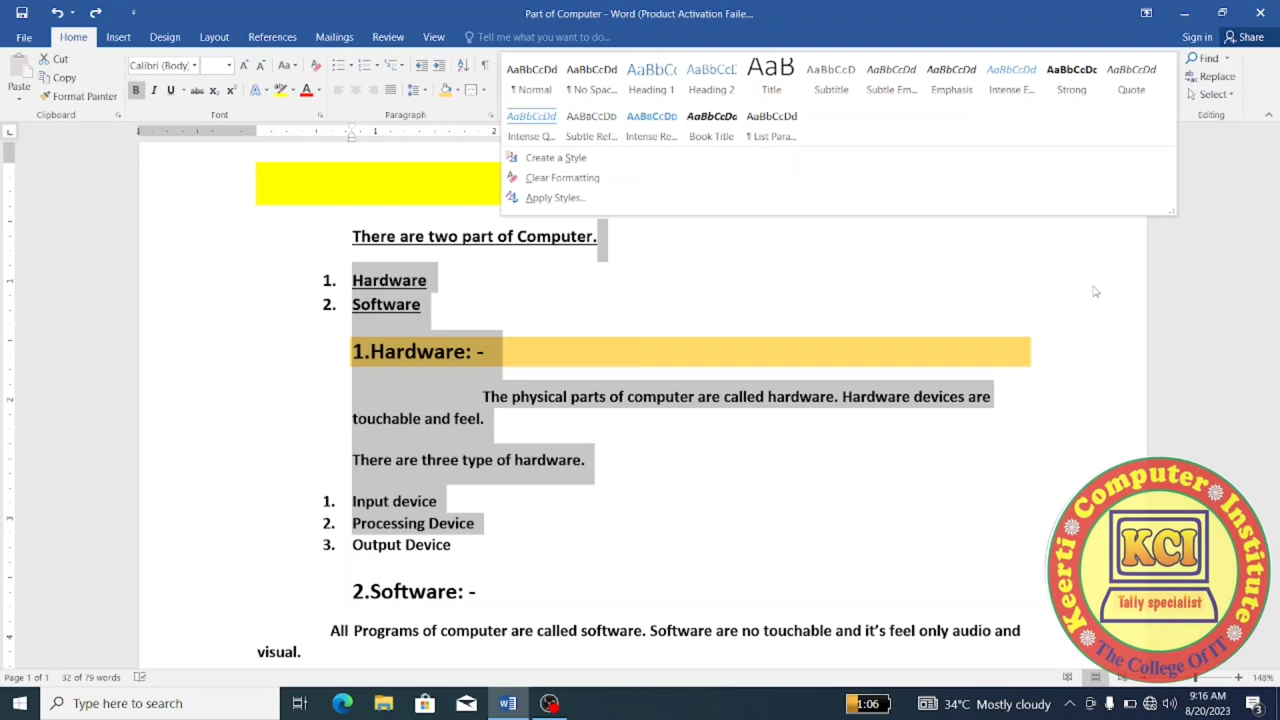 Part of Computer - Word (Product Activation Faile...
File Home Insert Design Layout References Mailings Review View Tell me what you want to do... Sign in Share
Cut
Copy
Paste
Format Painter
Clipboard
Calibri (Body)
Font
Paragraph
AaBbCcDd AaBbCcDd AaBbCc AaBbCcC AaB AaBbCcD AaBbCcDd AaBbCcDd AaBbCcDd AaBbCcDc AaBbCcDd
¶ Normal ¶ No Spac... Heading 1 Heading 2 Title Subtitle Subtle Em... Emphasis Intense E... Strong Quote
AaBbCcDd AaBbCcDd AaBbCcDd AaBbCcDd AaBbCcDd
Intense Q... Subtle Ref... Intense Re... Book Title ¶ List Para...
Create a Style
Clear Formatting
Apply Styles...
Find
Replace
Select
Editing
There are two part of Computer.
1. Hardware
2. Software
1.Hardware: -
The physical parts of computer are called hardware. Hardware devices are
touchable and feel.
There are three type of hardware.
1. Input device
2. Processing Device
3. Output Device
2.Software: -
All Programs of computer are called software. Software are no touchable and it's feel only audio and
visual.
Keerti Computer Institute
KCI
Tally specialist
The College Of IT
Page 1 of 1 32 of 79 words 148%
Type here to search
1:06
34°C Mostly cloudy
9:16 AM
8/20/2023
3